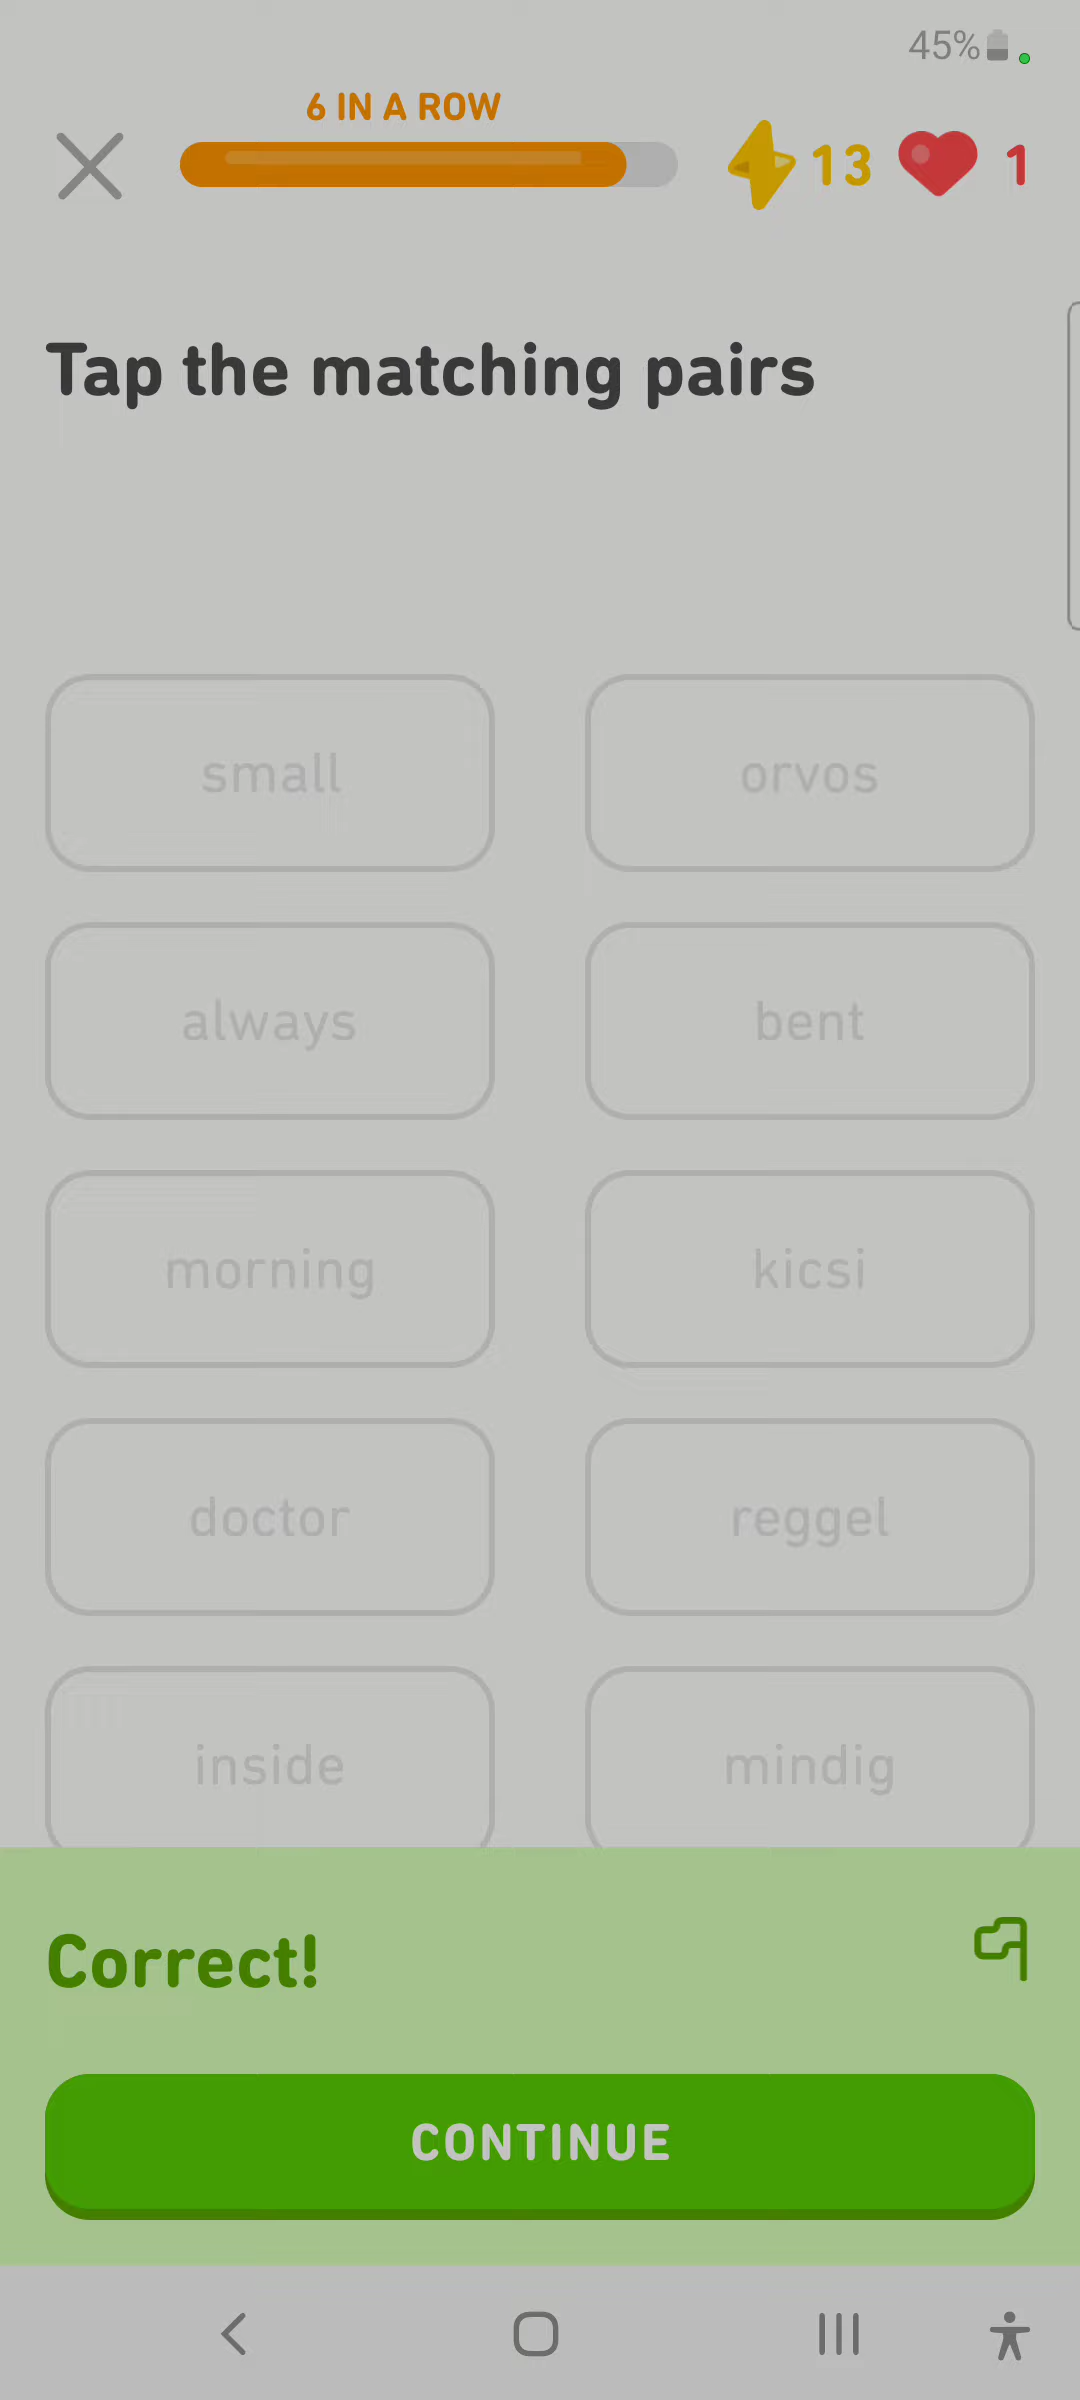 45%
6 IN A ROW
13 1
Tap the matching pairs
small orvos
always bent
morning kicsi
doctor reggel
inside mindig
Correct!
CONTINUE